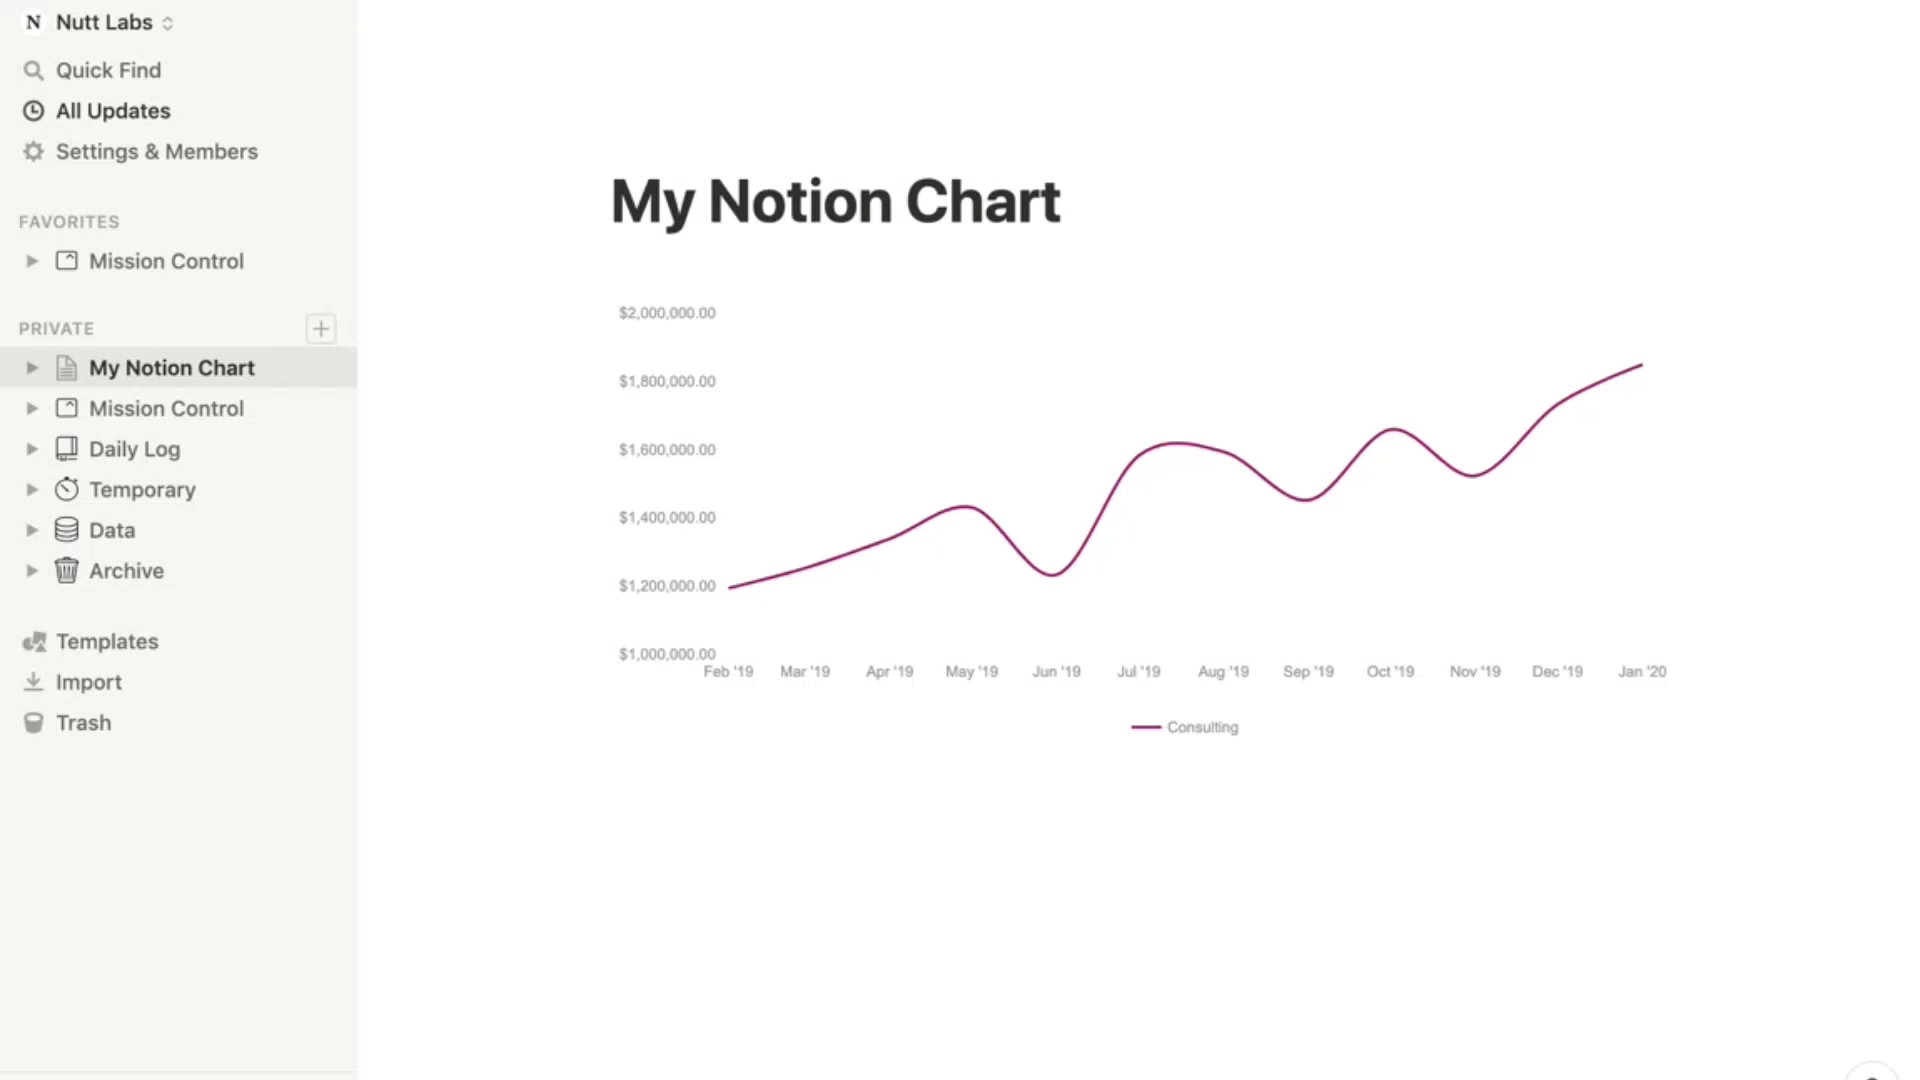 Nutt Labs
Quick Find
All Updates
Settings & Members
FAVORITES
Mission Control
PRIVATE
My Notion Chart
Mission Control
Daily Log
Temporary
Data
Archive
Templates
Import
Trash
My Notion Chart
$2,000,000.00
$1,800,000.00
$1,600,000.00
$1,400,000.00
$1,200,000.00
$1,000,000.00
Feb '19 Mar '19 Apr '19 May '19 Jun '19 Jul '19 Aug '19 Sep '19 Oct '19 Nov '19 Dec '19 Jan '20
Consulting